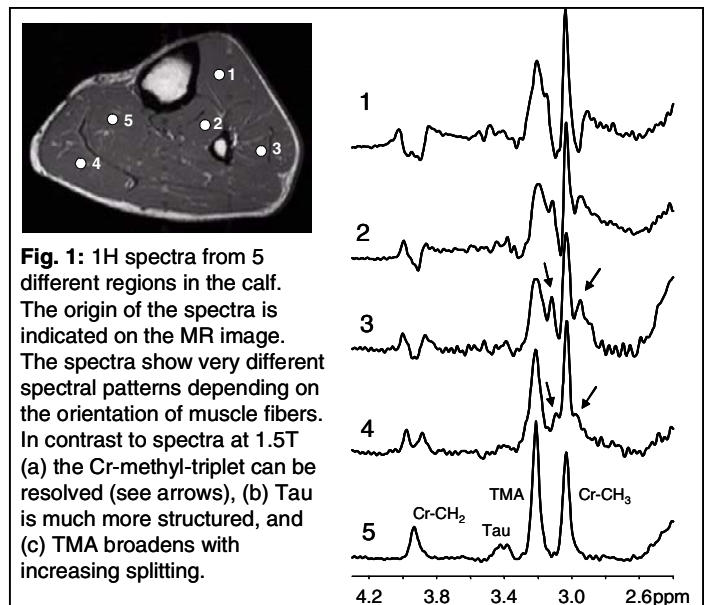 1
2
3
4
5
Fig. 1: 1H spectra from 5
different regions in the calf.
The origin of the spectra is
indicated on the MR image.
The spectra show very different
spectral patterns depending on
the orientation of muscle fibers.
In contrast to spectra at 1.5T
(a) the Cr-methyl-triplet can be
resolved (see arrows), (b) Tau
is much more structured, and
(c) TMA broadens with
increasing splitting.
1
2
3
4
5
TMA
Cr-CH₃
Cr-CH₂
Tau
4.2 3.8 3.4 3.0 2.6ppm